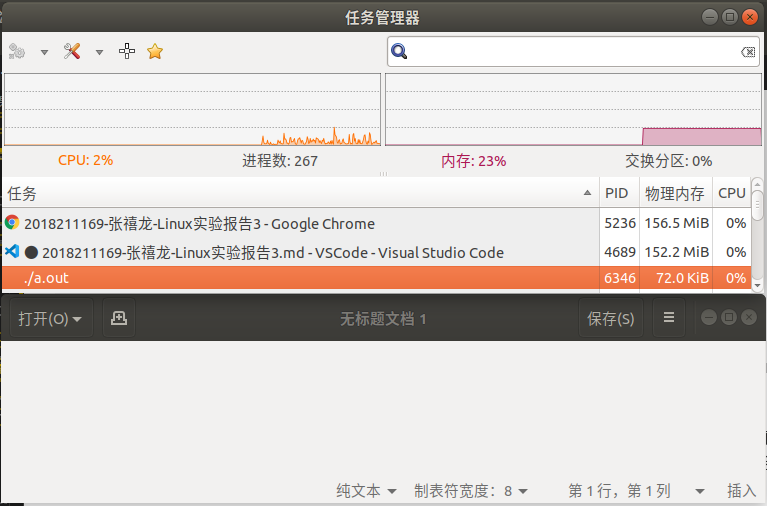 任务管理器
CPU: 2%
进程数: 267
内存: 23%
交换分区: 0%
任务 PID 物理内存 CPU
2018211169-张禧龙-Linux实验报告3 - Google Chrome 5236 156.5 MiB 0%
● 2018211169-张禧龙-Linux实验报告3.md - VSCode - Visual Studio Code 4689 152.2 MiB 0%
./a.out 6346 72.0 KiB 0%
打开(O) 无标题文档 1 保存(S)
纯文本 制表符宽度：8 第 1 行，第 1 列 插入